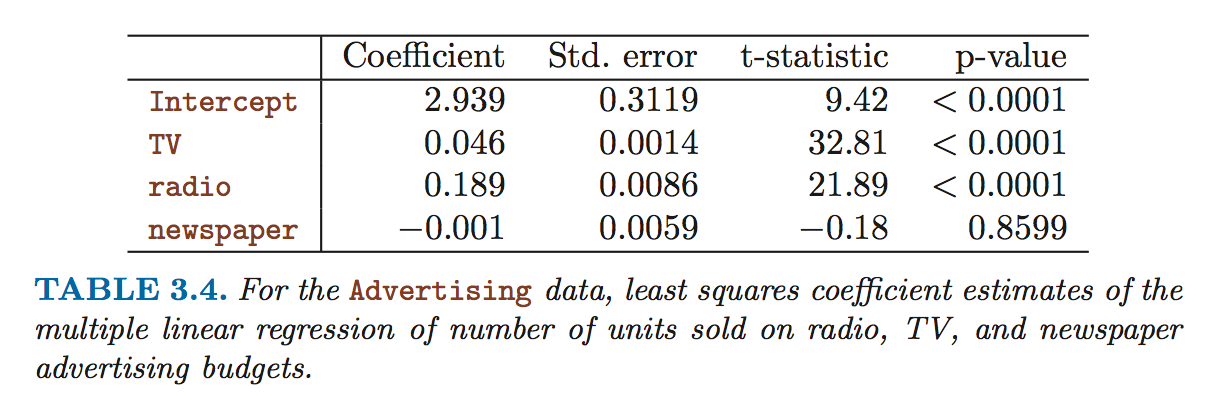 Coefficient Std. error t-statistic p-value
Intercept 2.939 0.3119 9.42 < 0.0001
TV 0.046 0.0014 32.81 < 0.0001
radio 0.189 0.0086 21.89 < 0.0001
newspaper −0.001 0.0059 −0.18 0.8599
TABLE 3.4. For the Advertising data, least squares coefficient estimates of the
multiple linear regression of number of units sold on radio, TV, and newspaper
advertising budgets.